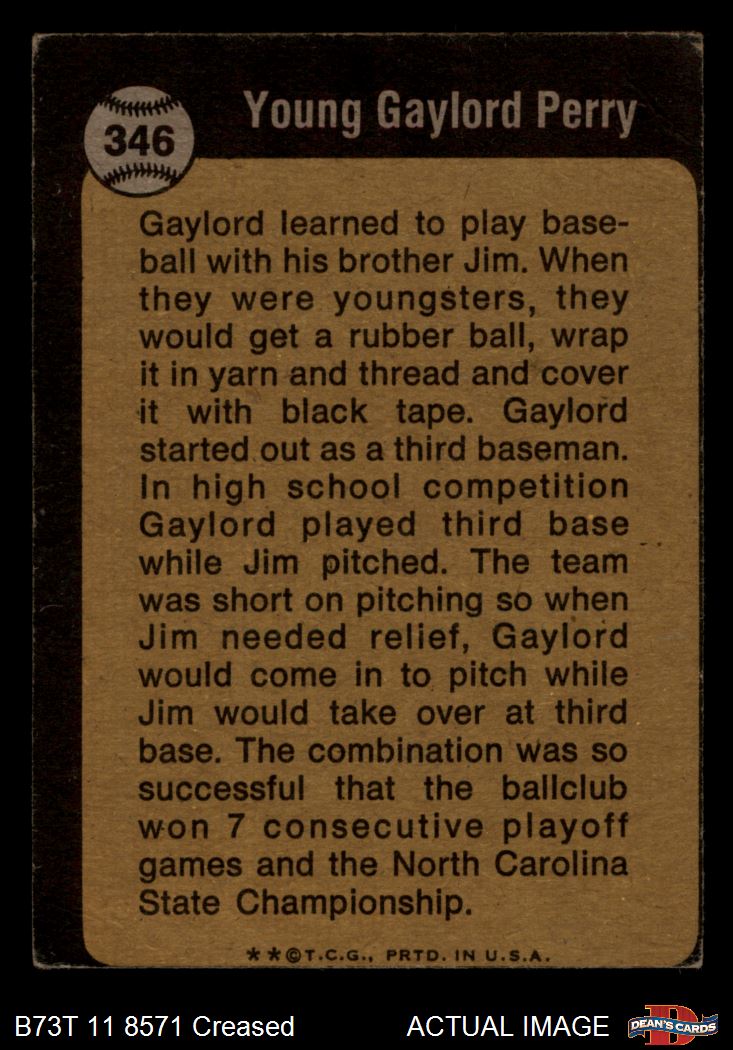 346
Young Gaylord Perry
Gaylord learned to play base-
ball with his brother Jim. When
they were youngsters, they
would get a rubber ball, wrap
it in yarn and thread and cover
it with black tape. Gaylord
started out as a third baseman.
In high school competition
Gaylord played third base
while Jim pitched. The team
was short on pitching so when
Jim needed relief, Gaylord
would come in to pitch while
Jim would take over at third
base. The combination was so
successful that the ballclub
won 7 consecutive playoff
games and the North Carolina
State Championship.
**©T.C.G., PRTD. IN U.S.A.
B73T 11 8571 Creased ACTUAL IMAGE DEAN'S CARDS